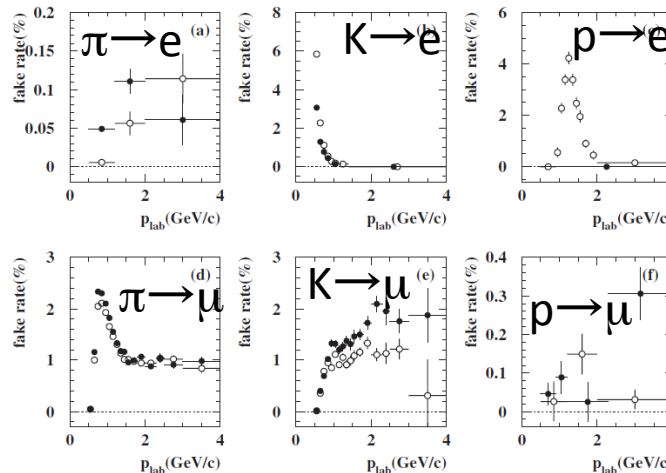 fake rate(%)
0.2
0.15
0.1
0.05
0
π→e
(a)
0
2
4
p_lab(GeV/c)
fake rate(%)
8
6
4
2
0
K→e
(b)
0
2
4
p_lab(GeV/c)
fake rate(%)
6
4
2
0
p→e
0
2
4
p_lab(GeV/c)
fake rate(%)
3
2
1
0
π→μ
(d)
0
2
4
p_lab(GeV/c)
fake rate(%)
3
2
1
0
K→μ
(e)
0
2
4
p_lab(GeV/c)
fake rate(%)
0.4
0.3
0.2
0.1
0
p→μ
(f)
0
2
4
p_lab(GeV/c)